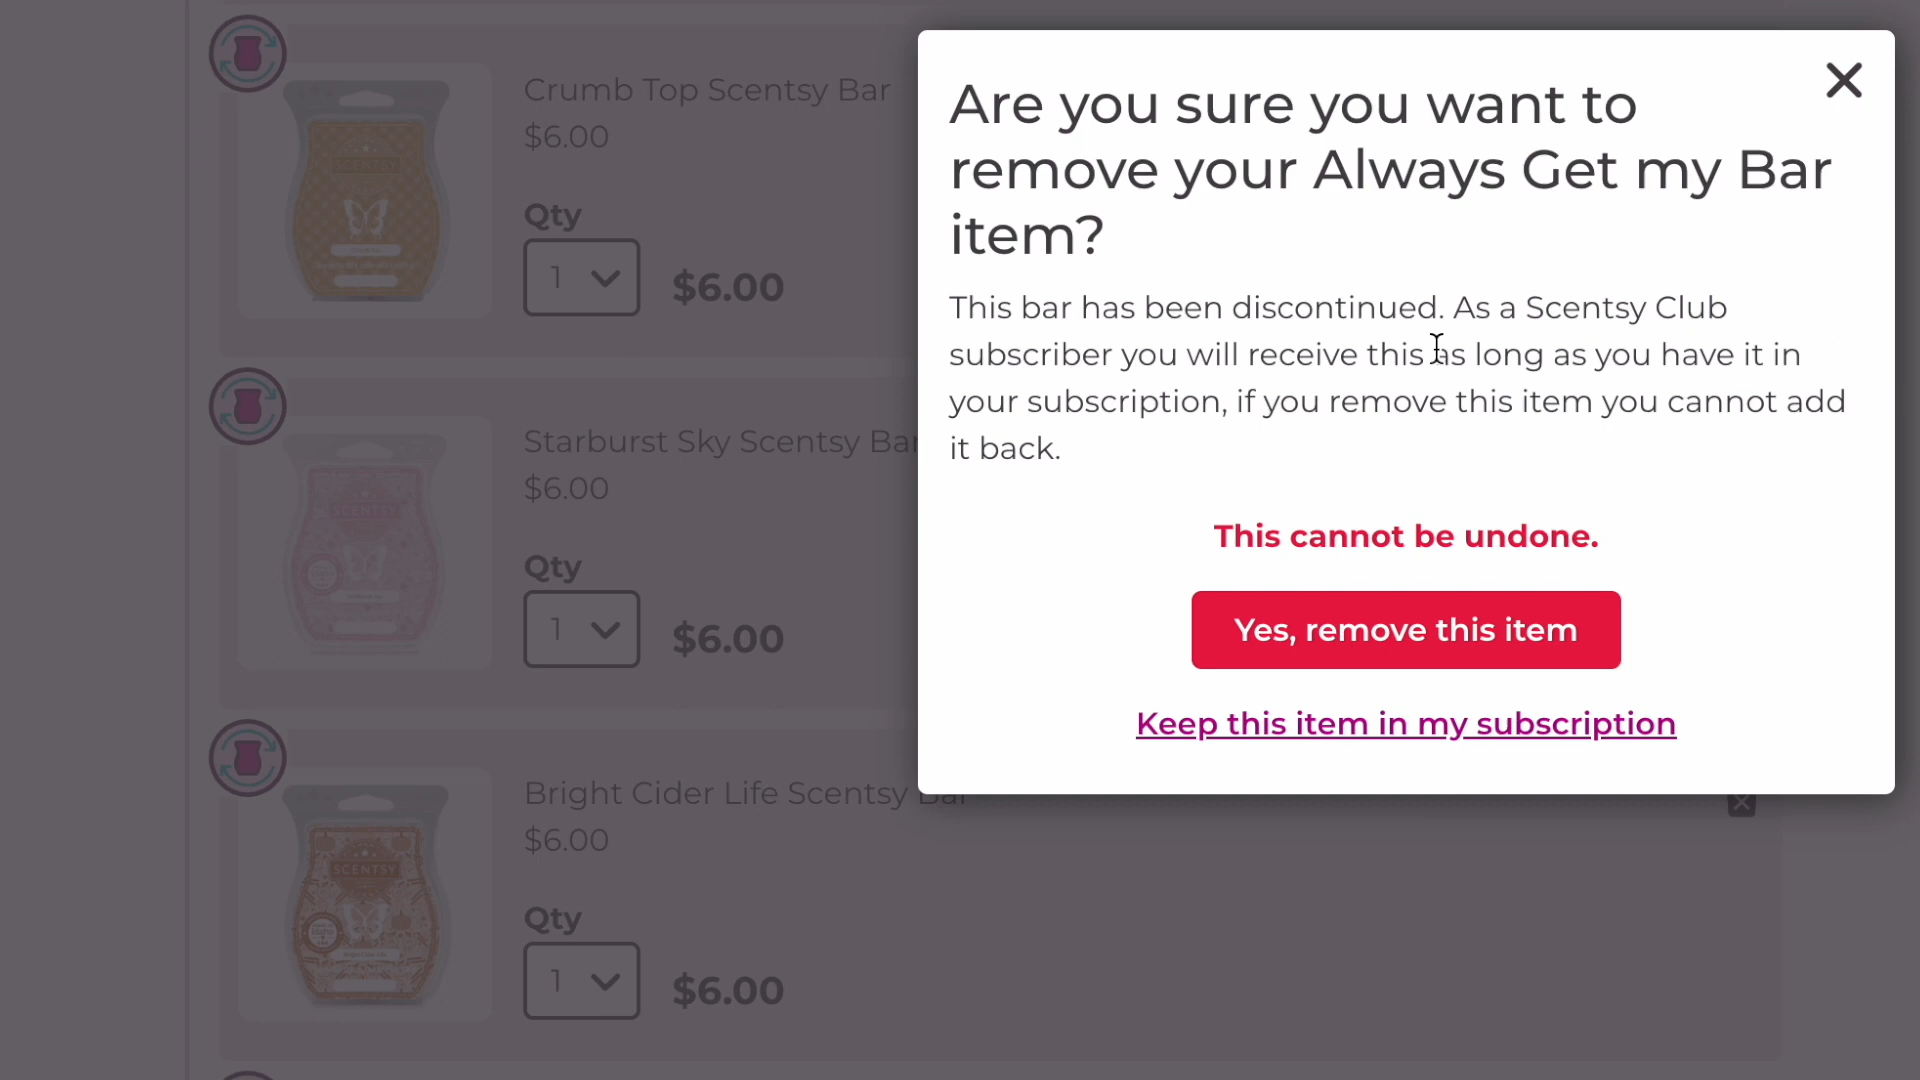 Crumb Top Scentsy Bar
$6.00
SCENTSY
Qty
1
$6.00
Starburst Sky Scentsy Bar
$6.00
SCENTSY
Qty
1
$6.00
Bright Cider Life Scentsy Bar
$6.00
SCENTSY
Qty
1
$6.00
Are you sure you want to
remove your Always Get my Bar
item?
This bar has been discontinued. As a Scentsy Club
subscriber you will receive this as long as you have it in
your subscription, if you remove this item you cannot add
it back.
This cannot be undone.
Yes, remove this item
Keep this item in my subscription